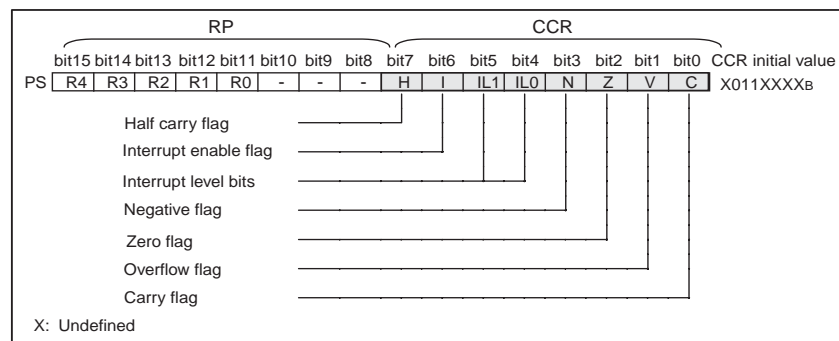 RP CCR
bit15 bit14 bit13 bit12 bit11 bit10 bit9 bit8 bit7 bit6 bit5 bit4 bit3 bit2 bit1 bit0 CCR initial value
PS R4 R3 R2 R1 R0 - - - H I IL1 IL0 N Z V C X011XXXXB
Half carry flag
Interrupt enable flag
Interrupt level bits
Negative flag
Zero flag
Overflow flag
Carry flag
X: Undefined